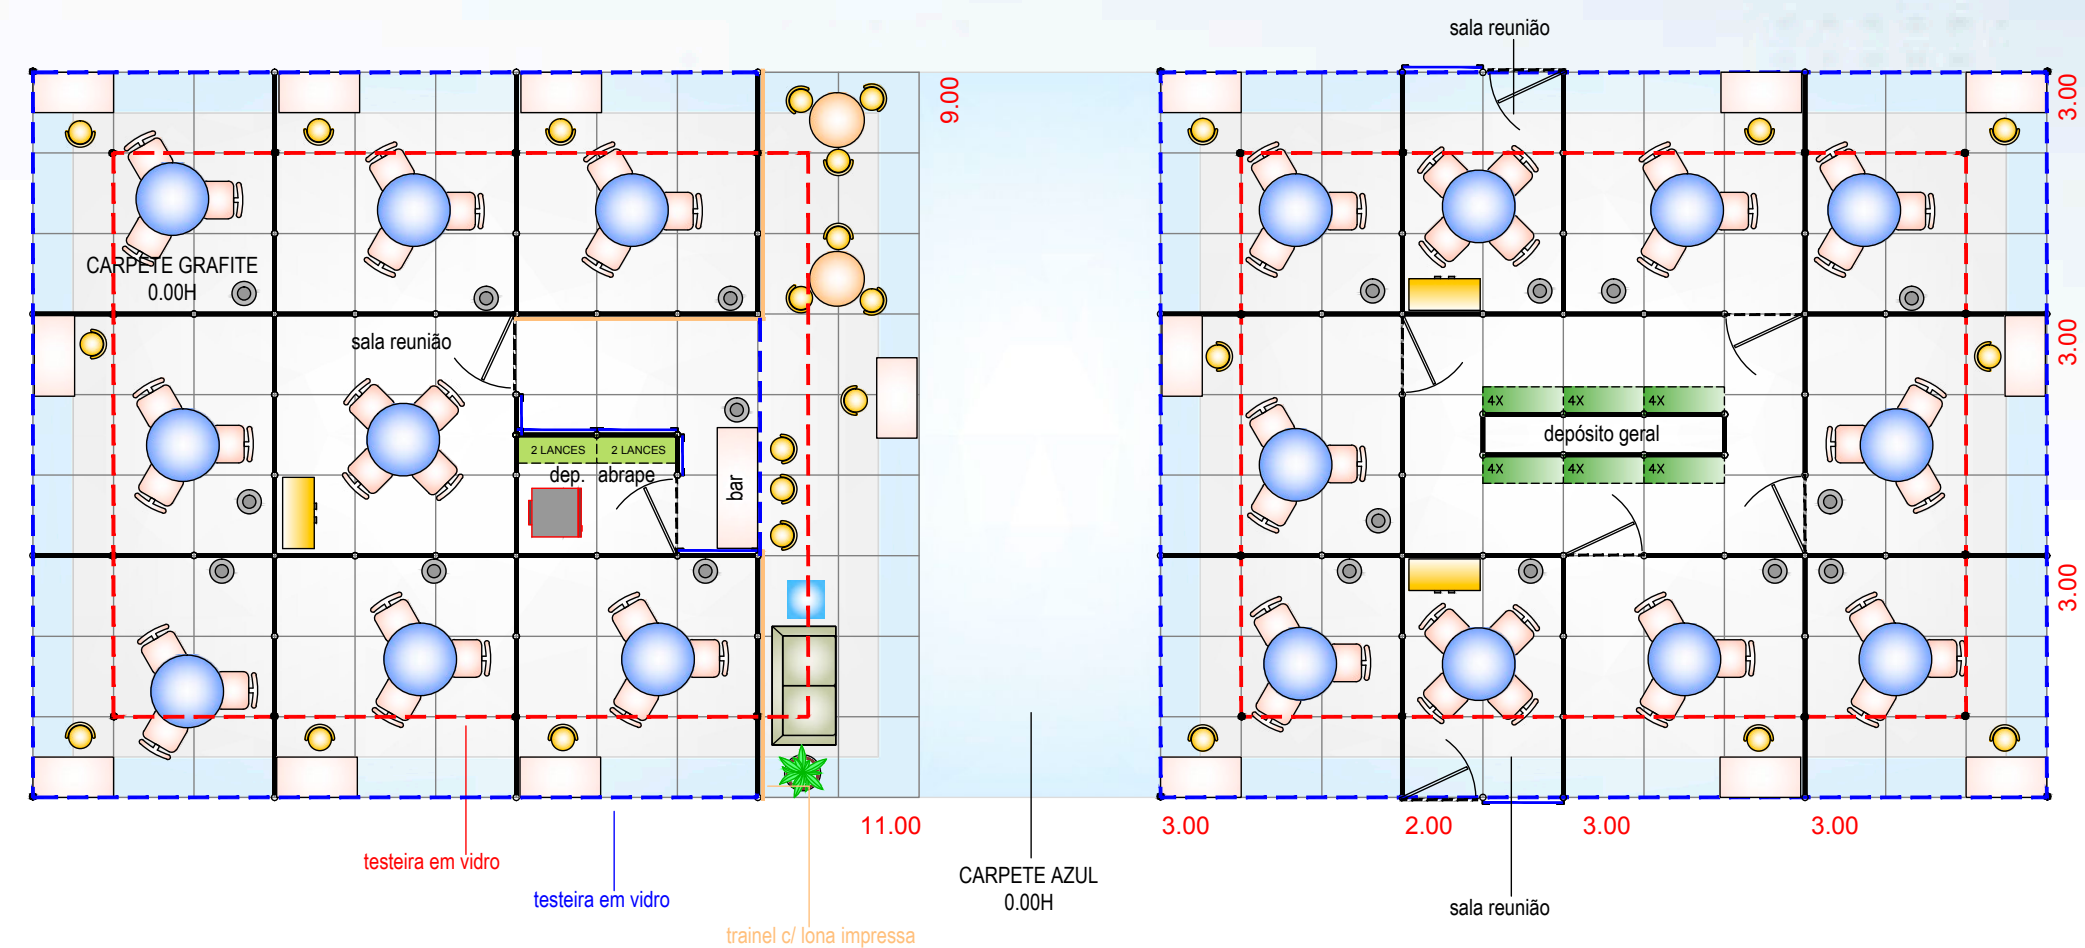 sala reunião
9.00
3.00
CARPETE GRAFITE
0.00H
sala reunião
3.00
4X 4X 4X
depósito geral
4X 4X 4X
2 LANCES 2 LANCES
dep. abrape
bar
3.00
11.00
3.00 2.00 3.00 3.00
testeira em vidro
testeira em vidro
CARPETE AZUL
0.00H
sala reunião
trainel c/ lona impressa